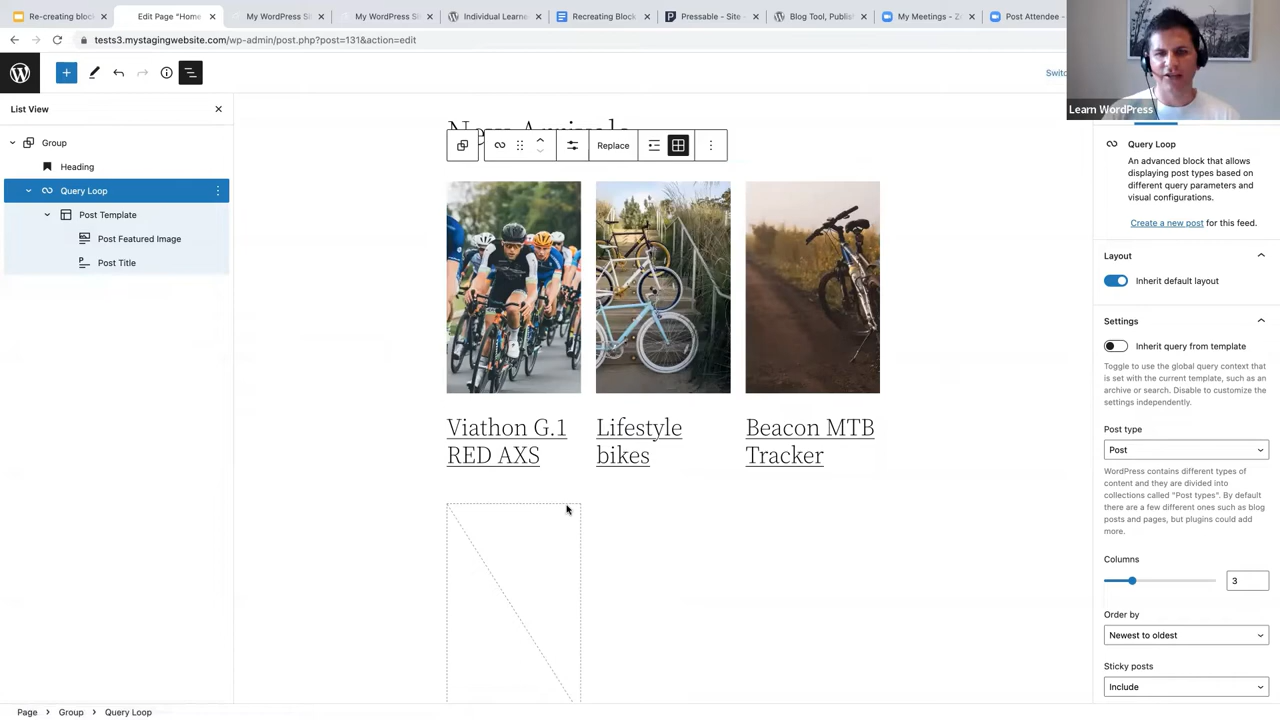 Re-creating block
Edit Page "Home
My WordPress Si
My WordPress Si
Individual Learne
Recreating Block
Pressable - Site -
Blog Tool, Publis
My Meetings - Z
Post Attendee -
tests3.mystagingwebsite.com/wp-admin/post.php?post=131&action=edit
Learn WordPress
List View
Group
Heading
Query Loop
Post Template
Post Featured Image
Post Title
Replace
Viathon G.1
RED AXS
Lifestyle
bikes
Beacon MTB
Tracker
Query Loop
An advanced block that allows
displaying post types based on
different query parameters and
visual configurations.
Create a new post for this feed.
Layout
Inherit default layout
Settings
Inherit query from template
Toggle to use the global query context that
is set with the current template, such as an
archive or search. Disable to customize the
settings independently.
Post type
Post
WordPress contains different types of
content and they are divided into
collections called "Post types". By default
there are a few different ones such as blog
posts and pages, but plugins could add
more.
Columns
3
Order by
Newest to oldest
Sticky posts
Include
Page
Group
Query Loop